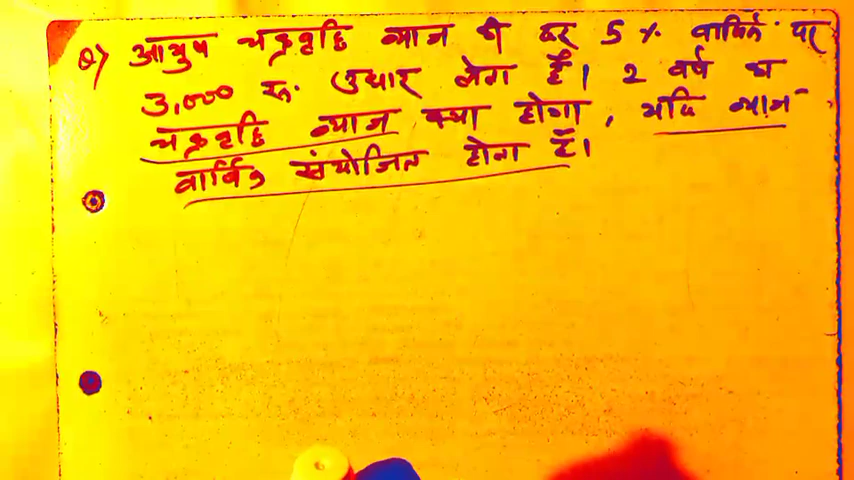 Q) आयुष चक्रवृद्धि ब्याज की दर 5 % वार्षिक पर
3,000 रु. उधार लेता है। 2 वर्ष का
चक्रवृद्धि ब्याज क्या होगा, यदि ब्याज
वार्षिक संयोजित होता है।